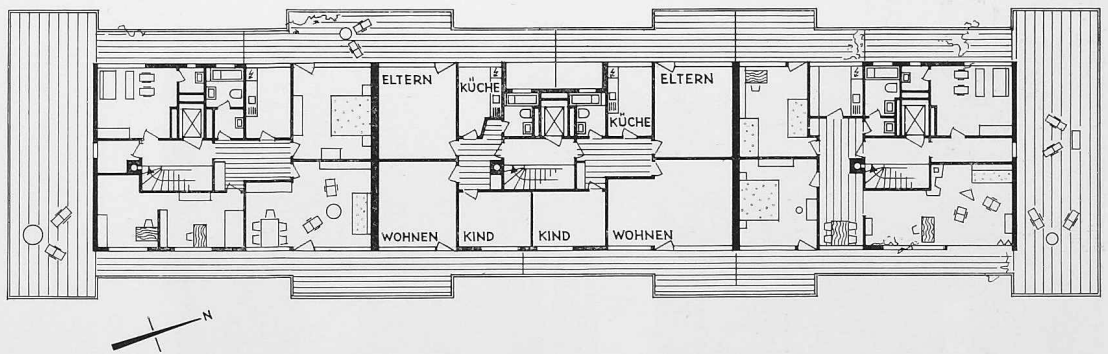 ELTERN
KÜCHE
KÜCHE
ELTERN
WOHNEN
KIND
KIND
WOHNEN
N